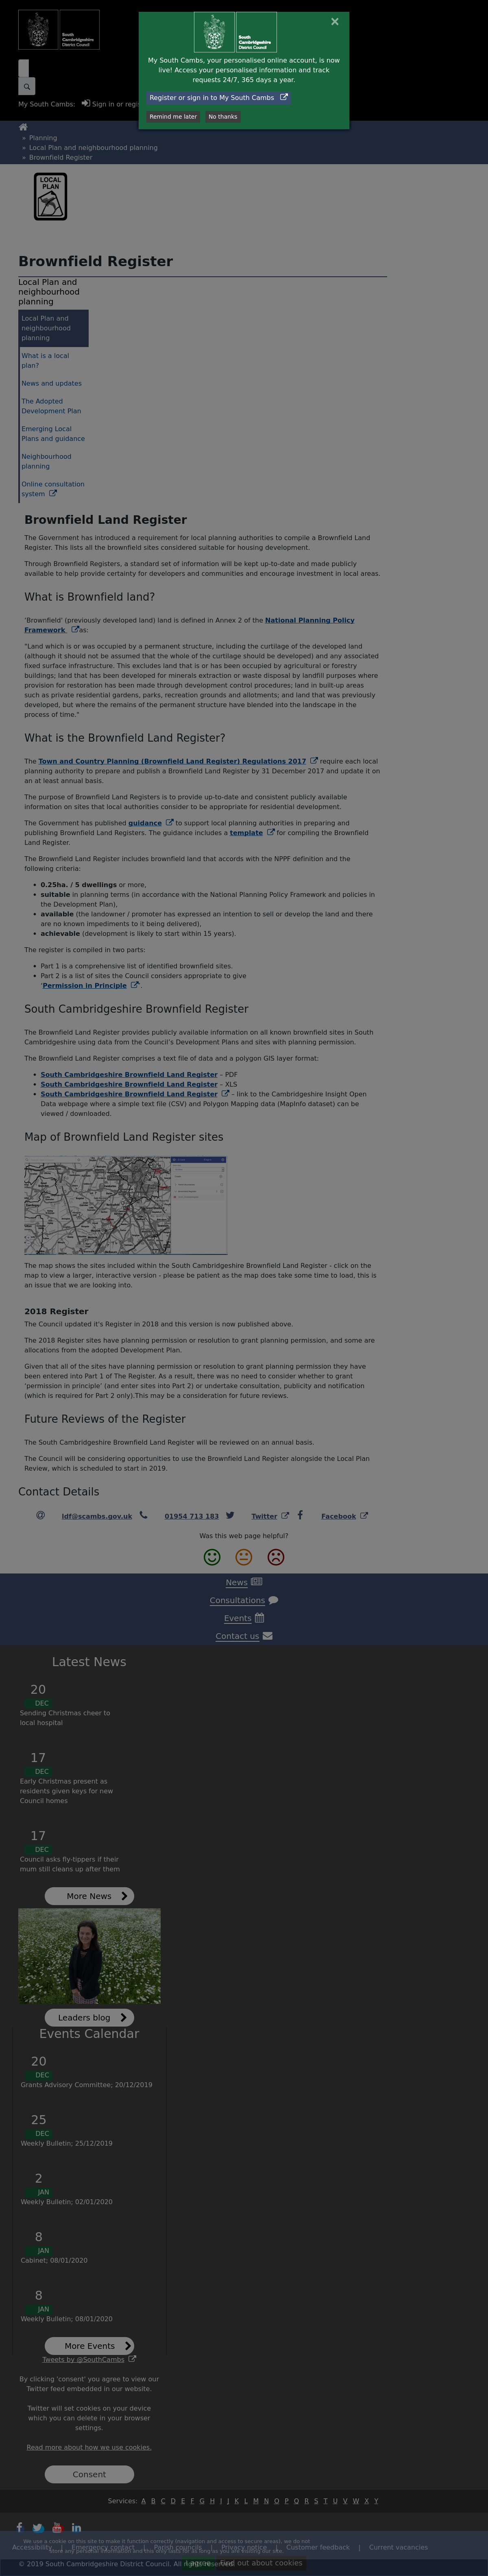 South
Cambridgeshire
District Council
My South Cambs, your personalised online account, is now
live! Access your personalised information and track
requests 24/7, 365 days a year.
Register or sign in to My South Cambs
Remind me later No thanks
South
Cambridgeshire
District Council
My South Cambs: Sign in or regi
» Planning
» Local Plan and neighbourhood planning
» Brownfield Register
LOCAL
PLAN
Brownfield Register
Local Plan and
neighbourhood
planning
Local Plan and
neighbourhood
planning
What is a local
plan?
News and updates
The Adopted
Development Plan
Emerging Local
Plans and guidance
Neighbourhood
planning
Online consultation
system
Brownfield Land Register
The Government has introduced a requirement for local planning authorities to compile a Brownfield Land
Register. This lists all the brownfield sites considered suitable for housing development.
Through Brownfield Registers, a standard set of information will be kept up-to-date and made publicly
available to help provide certainty for developers and communities and encourage investment in local areas.
What is Brownfield land?
‘Brownfield’ (previously developed land) land is defined in Annex 2 of the National Planning Policy
Framework as:
"Land which is or was occupied by a permanent structure, including the curtilage of the developed land
(although it should not be assumed that the whole of the curtilage should be developed) and any associated
fixed surface infrastructure. This excludes land that is or has been occupied by agricultural or forestry
buildings; land that has been developed for minerals extraction or waste disposal by landfill purposes where
provision for restoration has been made through development control procedures; land in built-up areas
such as private residential gardens, parks, recreation grounds and allotments; and land that was previously
developed, but where the remains of the permanent structure have blended into the landscape in the
process of time."
What is the Brownfield Land Register?
The Town and Country Planning (Brownfield Land Register) Regulations 2017 require each local
planning authority to prepare and publish a Brownfield Land Register by 31 December 2017 and update it on
an at least annual basis.
The purpose of Brownfield Land Registers is to provide up-to-date and consistent publicly available
information on sites that local authorities consider to be appropriate for residential development.
The Government has published guidance to support local planning authorities in preparing and
publishing Brownfield Land Registers. The guidance includes a template for compiling the Brownfield
Land Register.
The Brownfield Land Register includes brownfield land that accords with the NPPF definition and the
following criteria:
• 0.25ha. / 5 dwellings or more,
• suitable in planning terms (in accordance with the National Planning Policy Framework and policies in
the Development Plan),
• available (the landowner / promoter has expressed an intention to sell or develop the land and there
are no known impediments to it being delivered),
• achievable (development is likely to start within 15 years).
The register is compiled in two parts:
• Part 1 is a comprehensive list of identified brownfield sites.
• Part 2 is a list of sites the Council considers appropriate to give
‘Permission in Principle ’.
South Cambridgeshire Brownfield Register
The Brownfield Land Register provides publicly available information on all known brownfield sites in South
Cambridgeshire using data from the Council's Development Plans and sites with planning permission.
The Brownfield Land Register comprises a text file of data and a polygon GIS layer format:
• South Cambridgeshire Brownfield Land Register – PDF
• South Cambridgeshire Brownfield Land Register – XLS
• South Cambridgeshire Brownfield Land Register – link to the Cambridgeshire Insight Open
Data webpage where a simple text file (CSV) and Polygon Mapping data (MapInfo dataset) can be
viewed / downloaded.
Map of Brownfield Land Register sites
The map shows the sites included within the South Cambridgeshire Brownfield Land Register - click on the
map to view a larger, interactive version - please be patient as the map does take some time to load, this is
an issue that we are looking into.
2018 Register
The Council updated it's Register in 2018 and this version is now published above.
The 2018 Register sites have planning permission or resolution to grant planning permission, and some are
allocations from the adopted Development Plan.
Given that all of the sites have planning permission or resolution to grant planning permission they have
been entered into Part 1 of The Register. As a result, there was no need to consider whether to grant
‘permission in principle’ (and enter sites into Part 2) or undertake consultation, publicity and notification
(which is required for Part 2 only).This may be a consideration for future reviews.
Future Reviews of the Register
The South Cambridgeshire Brownfield Land Register will be reviewed on an annual basis.
The Council will be considering opportunities to use the Brownfield Land Register alongside the Local Plan
Review, which is scheduled to start in 2019.
Contact Details
ldf@scambs.gov.uk 01954 713 183 Twitter Facebook
Was this web page helpful?
News
Consultations
Events
Contact us
Latest News
20
DEC
Sending Christmas cheer to
local hospital
17
DEC
Early Christmas present as
residents given keys for new
Council homes
17
DEC
Council asks fly-tippers if their
mum still cleans up after them
More News
Leaders blog
Events Calendar
20
DEC
Grants Advisory Committee; 20/12/2019
25
DEC
Weekly Bulletin; 25/12/2019
2
JAN
Weekly Bulletin; 02/01/2020
8
JAN
Cabinet; 08/01/2020
8
JAN
Weekly Bulletin; 08/01/2020
More Events
Tweets by @SouthCambs
By clicking 'consent' you agree to view our
Twitter feed embedded in our website.
Twitter will set cookies on your device
which you can delete in your browser
settings.
Read more about how we use cookies.
Consent
Services: A B C D E F G H I J K L M N O P Q R S T U V W X Y
We use a cookie on this site to make it function correctly (navigation and access to secure areas), we do not
Accessibility | Emergency contact | Parish councils | Privacy notice | Customer feedback | Current vacancies
store any personal information and this only lasts for as long as you are visiting our site.
© 2019 South Cambridgeshire District Council. All rights reserved.
I agree Find out about cookies